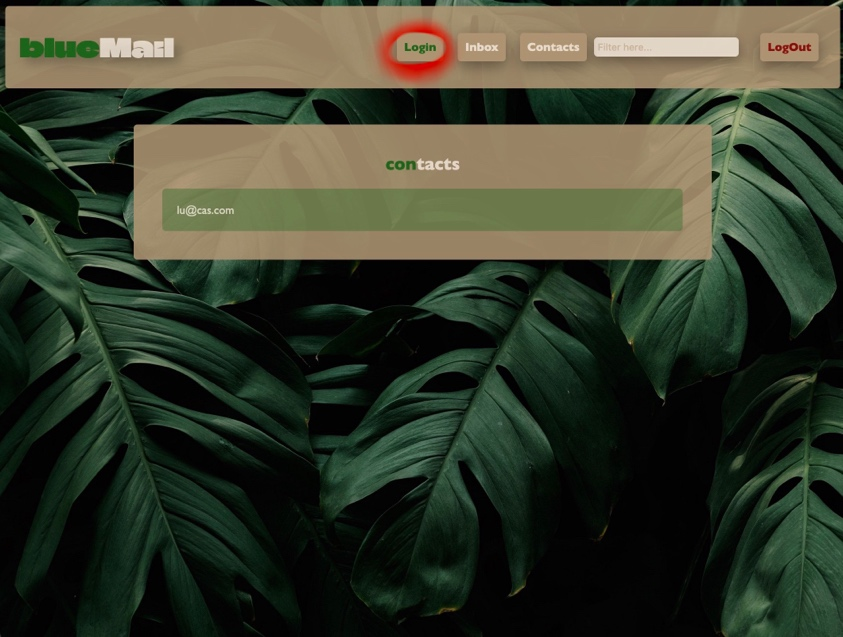 blueMail
Login
Inbox
Contacts
Filter here...
LogOut
contacts
lu@cas.com